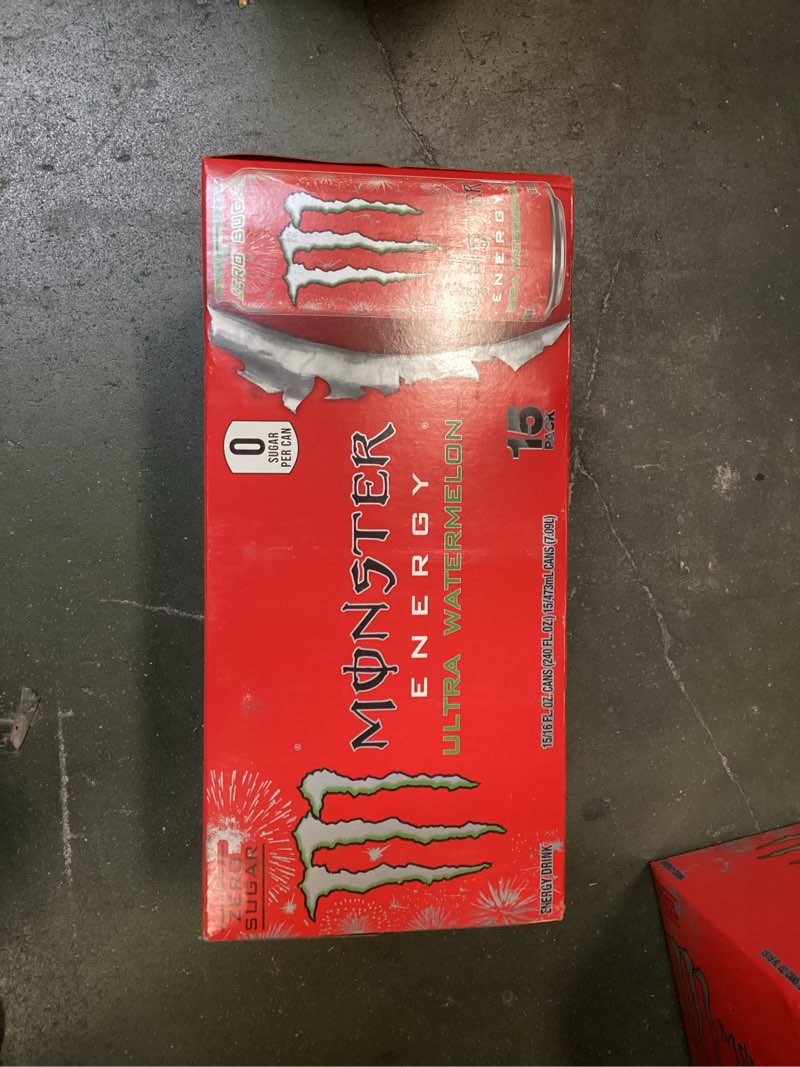 ZERO SUGAR
ENERGY
0
SUGAR
PER CAN
MONSTER
ENERGY
ULTRA WATERMELON
15
PACK
15/16 FL. OZ. CANS (240 FL. OZ.) 15/473mL CANS (7.09L)
ZERO
SUGAR
ENERGY DRINK